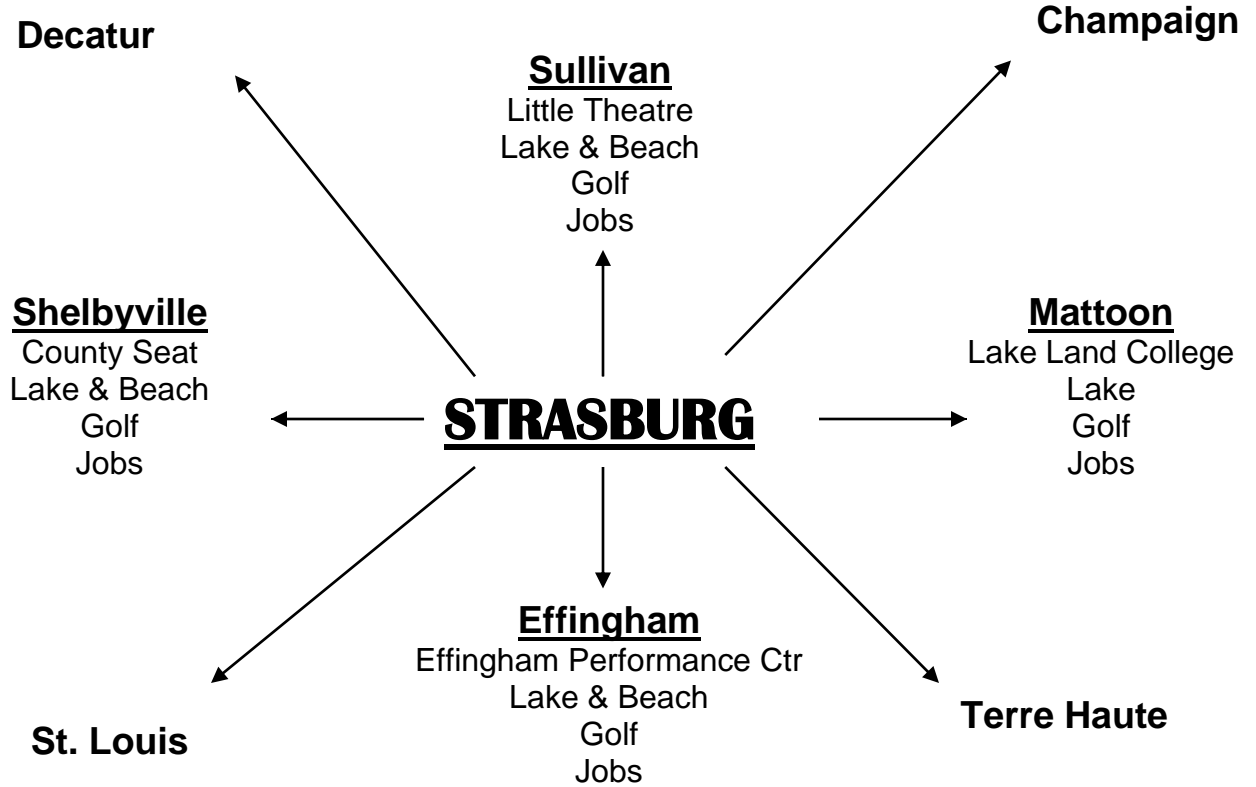 Decatur
Champaign
Sullivan
Little Theatre
Lake & Beach
Golf
Jobs
Shelbyville
County Seat
Lake & Beach
Golf
Jobs
STRASBURG
Mattoon
Lake Land College
Lake
Golf
Jobs
Effingham
Effingham Performance Ctr
Lake & Beach
Golf
Jobs
St. Louis
Terre Haute